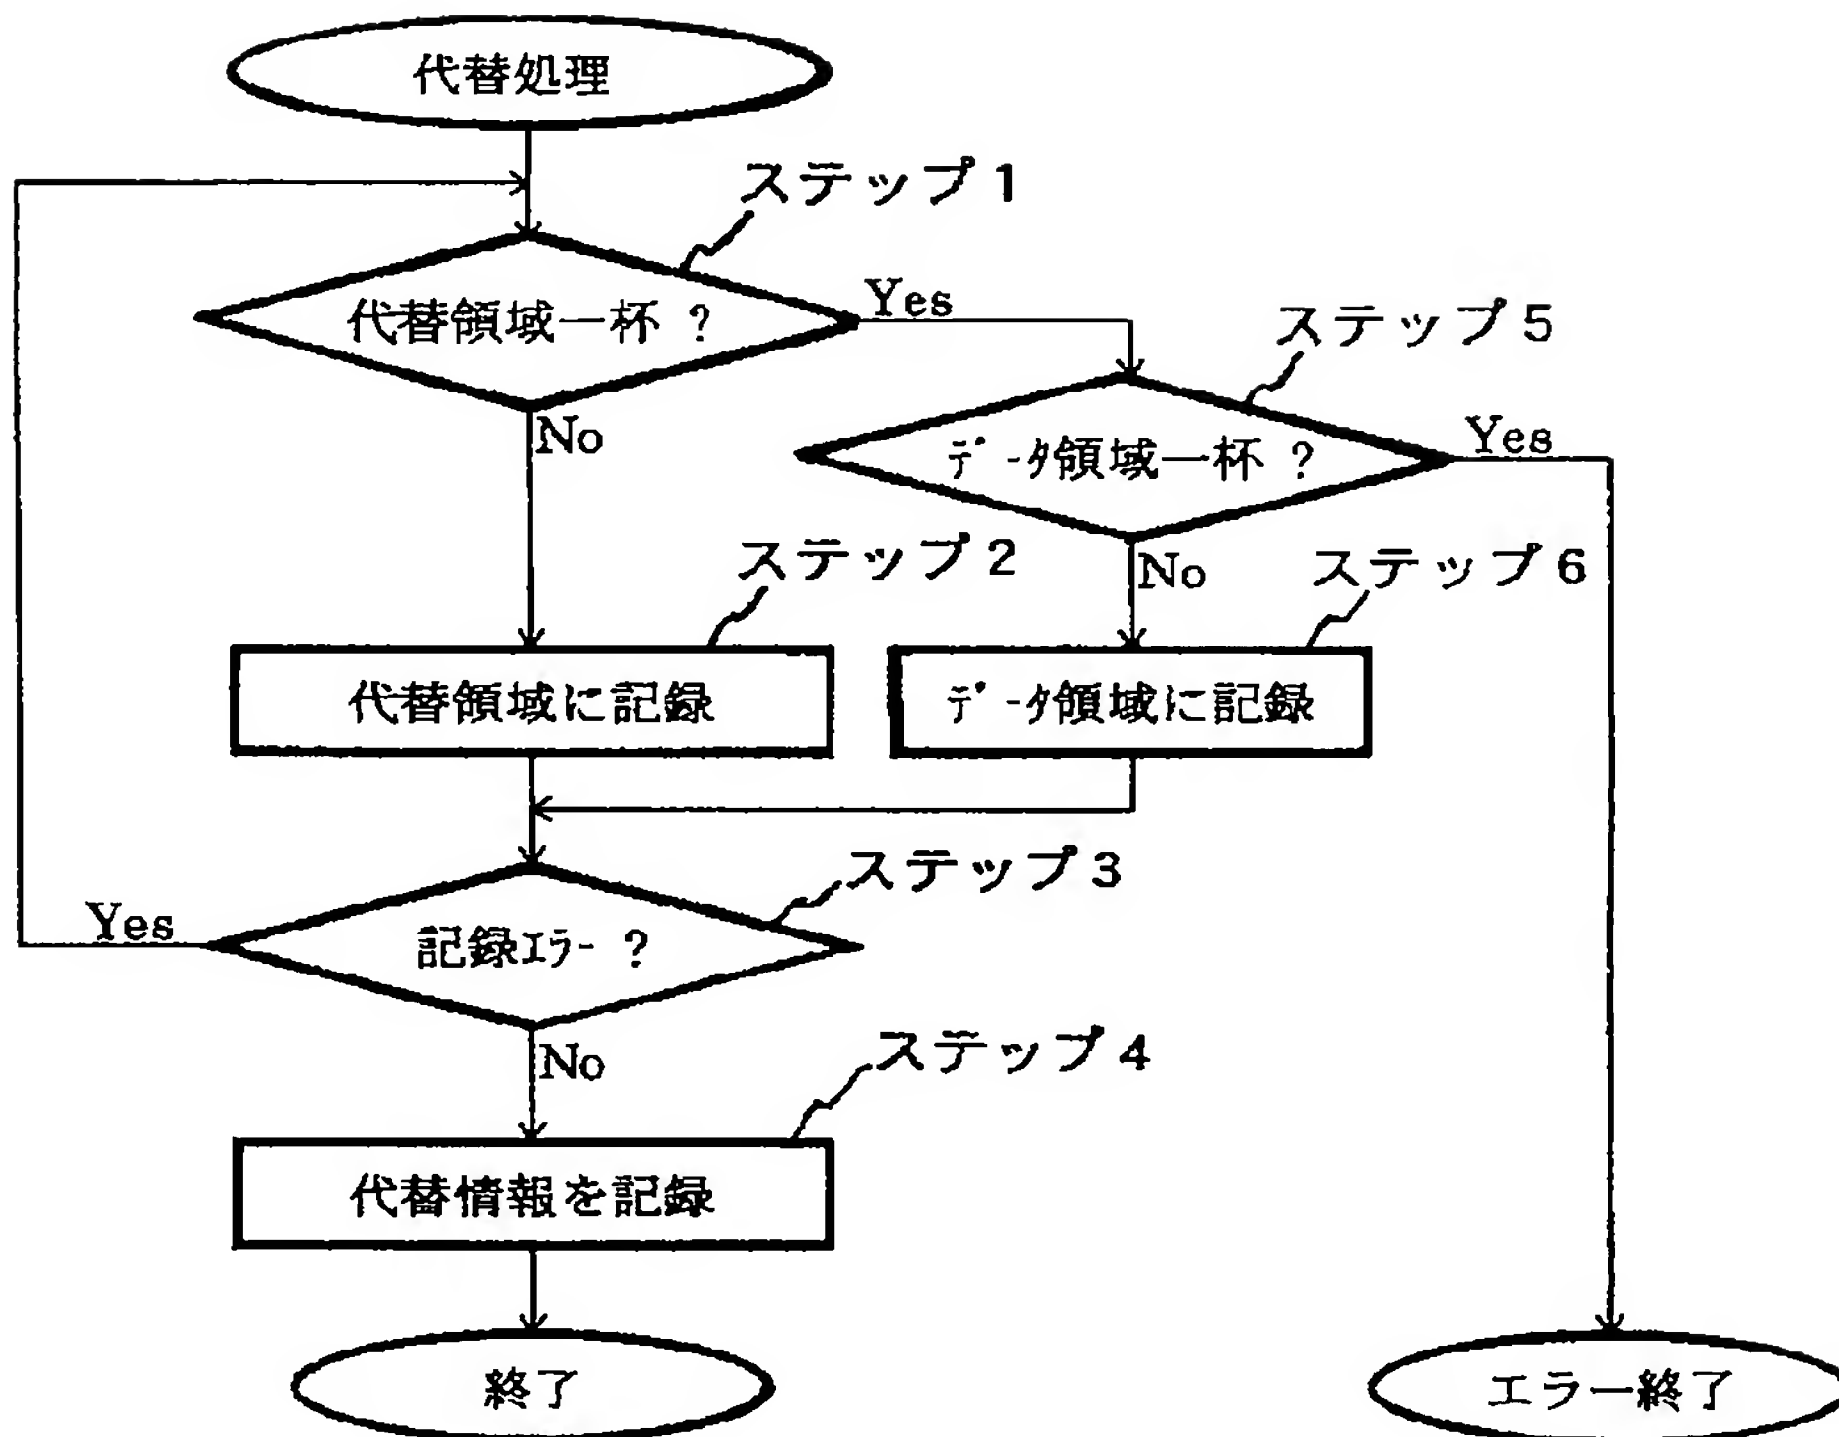 代替処理
ステップ1
代替領域一杯 ?
Yes
ステップ5
No
データ領域一杯 ?
Yes
ステップ2
No
ステップ6
代替領域に記録
データ領域に記録
ステップ3
Yes
記録エラー ?
ステップ4
No
代替情報を記録
終了
エラー終了